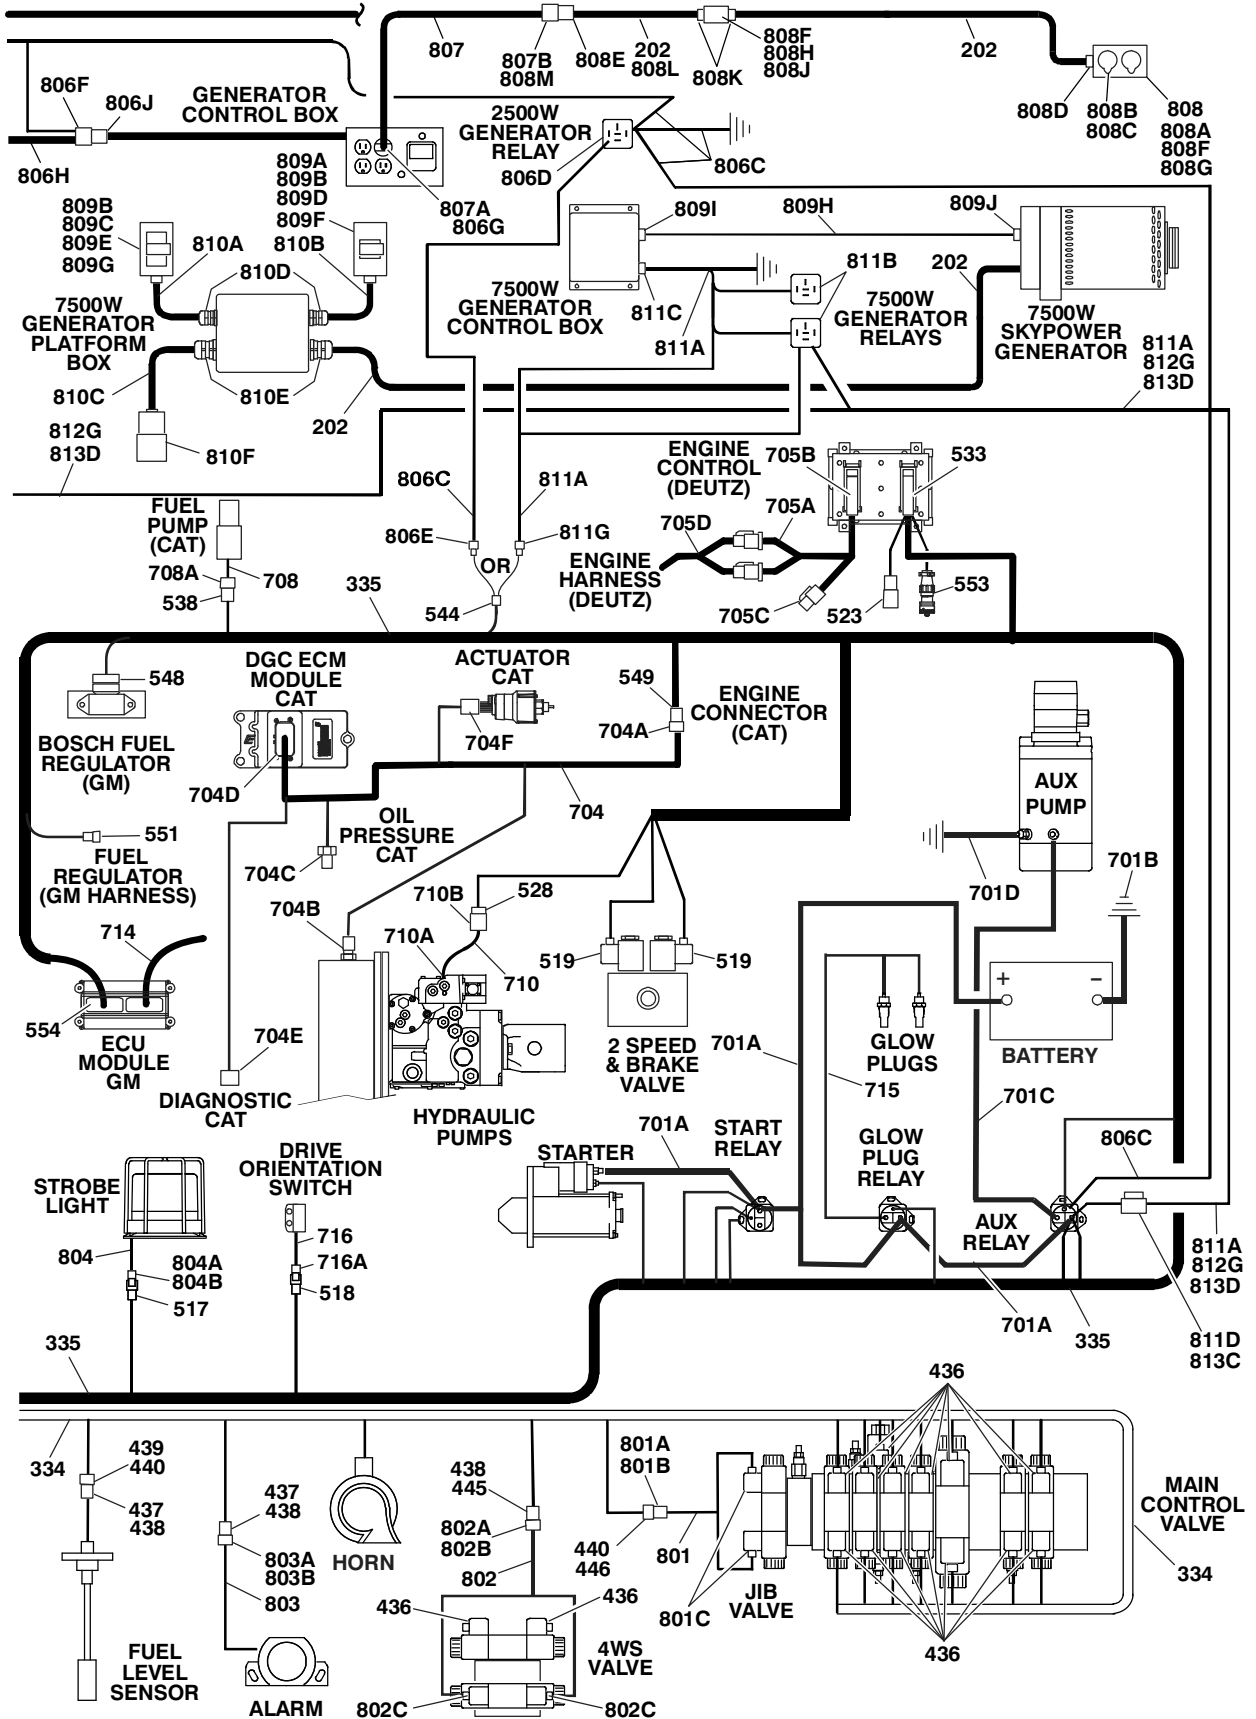 807
807B
808M
808E
202
808L
808K
808F
808H
808J
202
808D
808B
808C
808
808A
808F
808G
806F
806J
GENERATOR
CONTROL BOX
806H
2500W
GENERATOR
RELAY
806D
806C
809A
809B
809D
809F
807A
806G
809B
809C
809E
809G
810A
810B
810D
809I
809H
809J
811B
202
7500W
GENERATOR
PLATFORM
BOX
7500W
GENERATOR
CONTROL BOX
811C
811A
7500W
GENERATOR
RELAYS
7500W
SKYPOWER
GENERATOR
811A
812G
813D
810C
810E
202
812G
813D
810F
806C
811A
ENGINE
CONTROL
(DEUTZ)
705B
533
FUEL
PUMP
(CAT)
705D
705A
806E
811G
OR
ENGINE
HARNESS
(DEUTZ)
708A
708
538
335
544
705C
523
553
548
DGC ECM
MODULE
CAT
ACTUATOR
CAT
549
ENGINE
CONNECTOR
(CAT)
704F
704A
BOSCH FUEL
REGULATOR
(GM)
704D
OIL
PRESSURE
CAT
704
AUX
PUMP
551
FUEL
REGULATOR
(GM HARNESS)
704C
701D
701B
704B
710B
528
714
710A
710
519
519
+
−
554
ECU
MODULE
GM
704E
2 SPEED
& BRAKE
VALVE
701A
GLOW
PLUGS
715
BATTERY
DIAGNOSTIC
CAT
HYDRAULIC
PUMPS
701C
701A
START
RELAY
GLOW
PLUG
RELAY
806C
STROBE
LIGHT
DRIVE
ORIENTATION
SWITCH
STARTER
AUX
RELAY
804
804A
804B
517
716
716A
518
811A
812G
813D
701A
335
811D
813C
335
436
334
439
440
437
438
437
438
803A
803B
803
HORN
438
445
802A
802B
802
801A
801B
440
446
801
801C
JIB
VALVE
MAIN
CONTROL
VALVE
334
436
436
436
FUEL
LEVEL
SENSOR
ALARM
4WS
VALVE
802C
802C